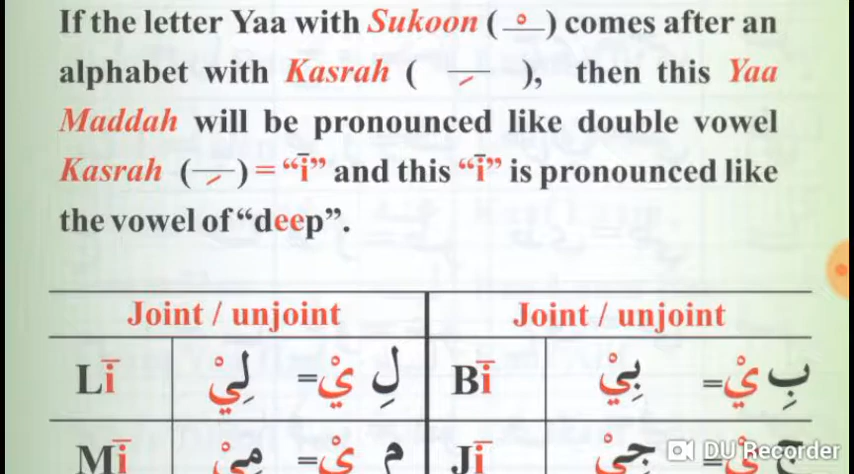 If the letter Yaa with Sukoon ( ْ ) comes after an
alphabet with Kasrah ( ِ ), then this Yaa
Maddah will be pronounced like double vowel
Kasrah ( ِ ) = “ī” and this “ī” is pronounced like
the vowel of “deep”.
Joint / unjoint Joint / unjoint
Lī لِيْ لِ يْ= Bī بِيْ بِ يْ=
Mī مِيْ م يْ= Jī جِيْ
DU Recorder